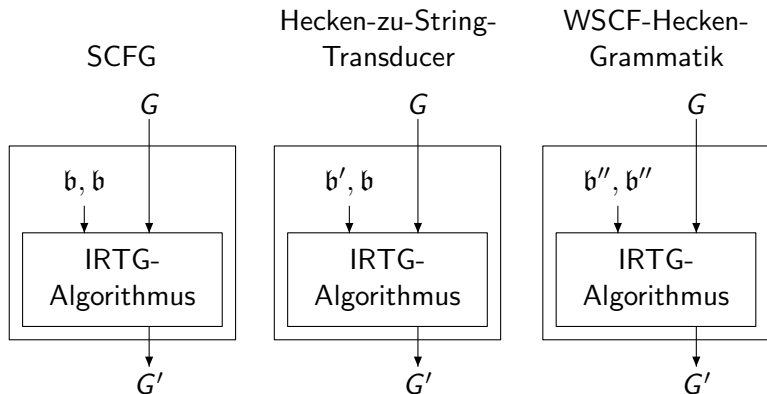 SCFG
G
𝔟, 𝔟
IRTG-
Algorithmus
G′
Hecken-zu-String-
Transducer
G
𝔟′, 𝔟
IRTG-
Algorithmus
G′
WSCF-Hecken-
Grammatik
G
𝔟′′, 𝔟′′
IRTG-
Algorithmus
G′